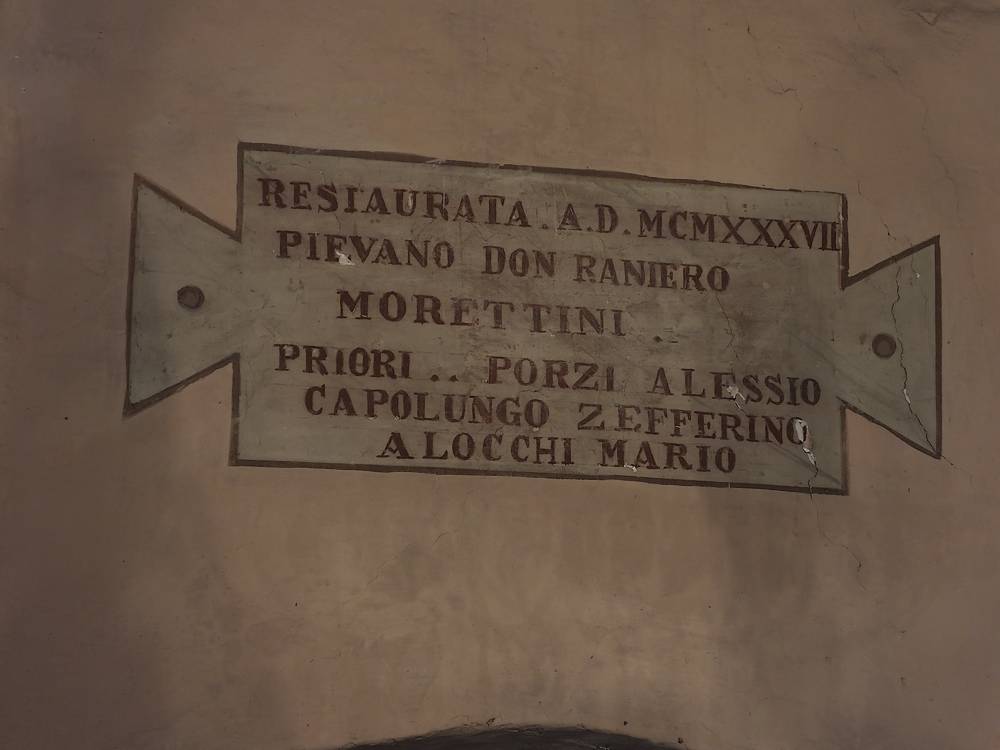 RESTAURATA . A.D. MCMXXXVII
PIEVANO DON RANIERO
MORETTINI ..
PRIORI .. PORZI ALESSIO
CAPOLUNGO ZEFFERINO
ALOCCHI MARIO